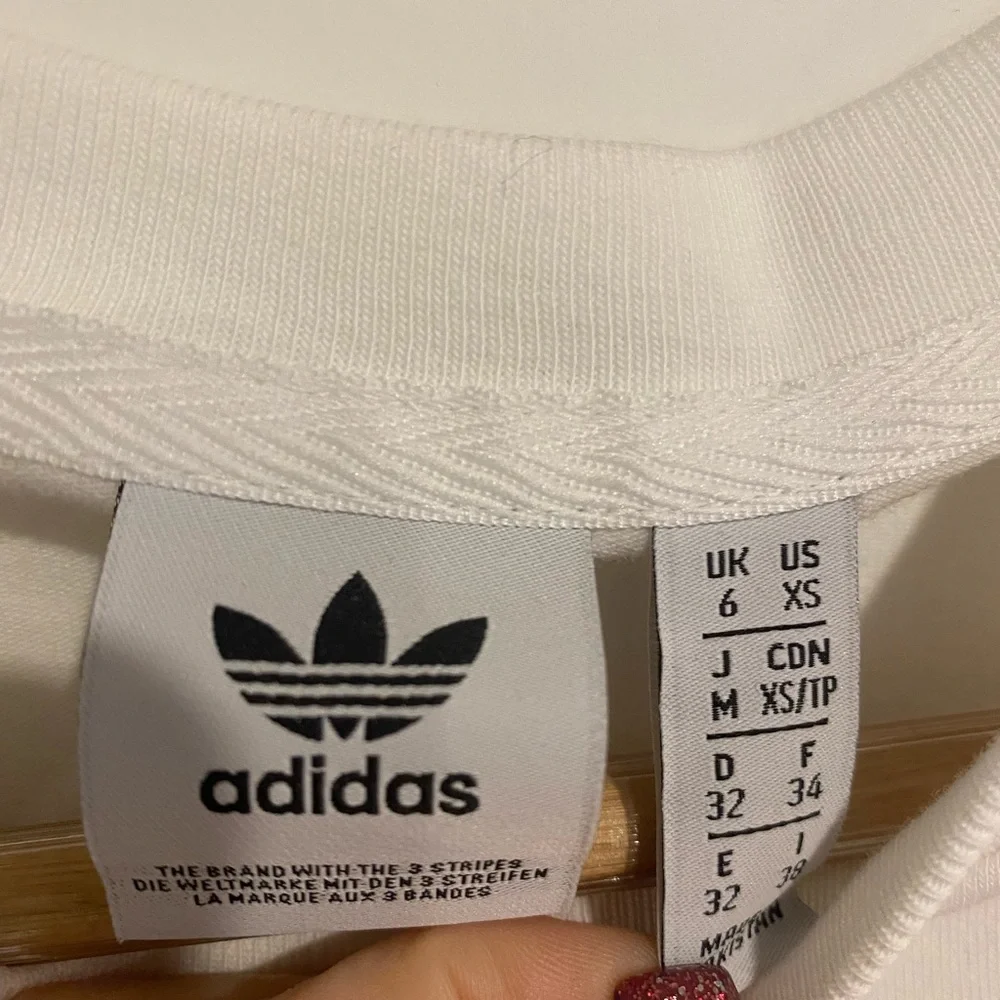 adidas
THE BRAND WITH THE 3 STRIPES
DIE WELTMARKE MIT DEN 3 STREIFEN
LA MARQUE AUX 3 BANDES
UK US
6 XS
J CDN
M XS/TP
D F
32 34
E I
32 38